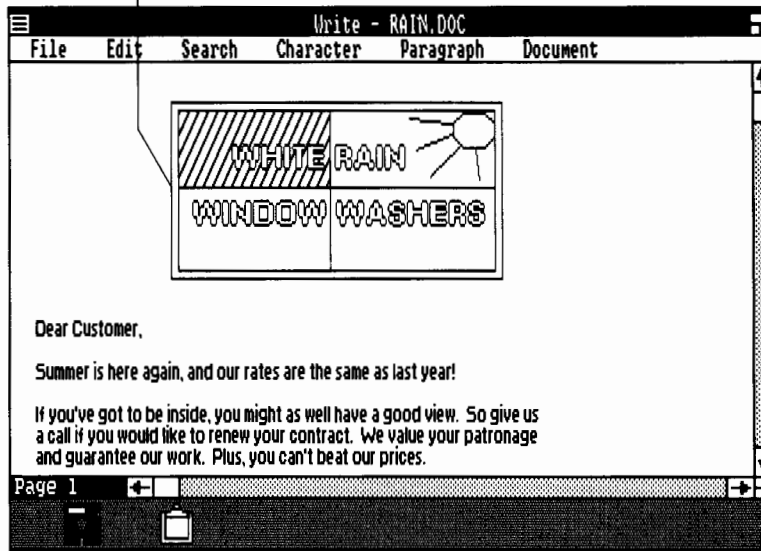 Write - RAIN.DOC
File Edit Search Character Paragraph Document
WHITE RAIN
WINDOW WASHERS
Dear Customer,
Summer is here again, and our rates are the same as last year!
If you've got to be inside, you might as well have a good view. So give us
a call if you would like to renew your contract. We value your patronage
and guarantee our work. Plus, you can't beat our prices.
Page 1